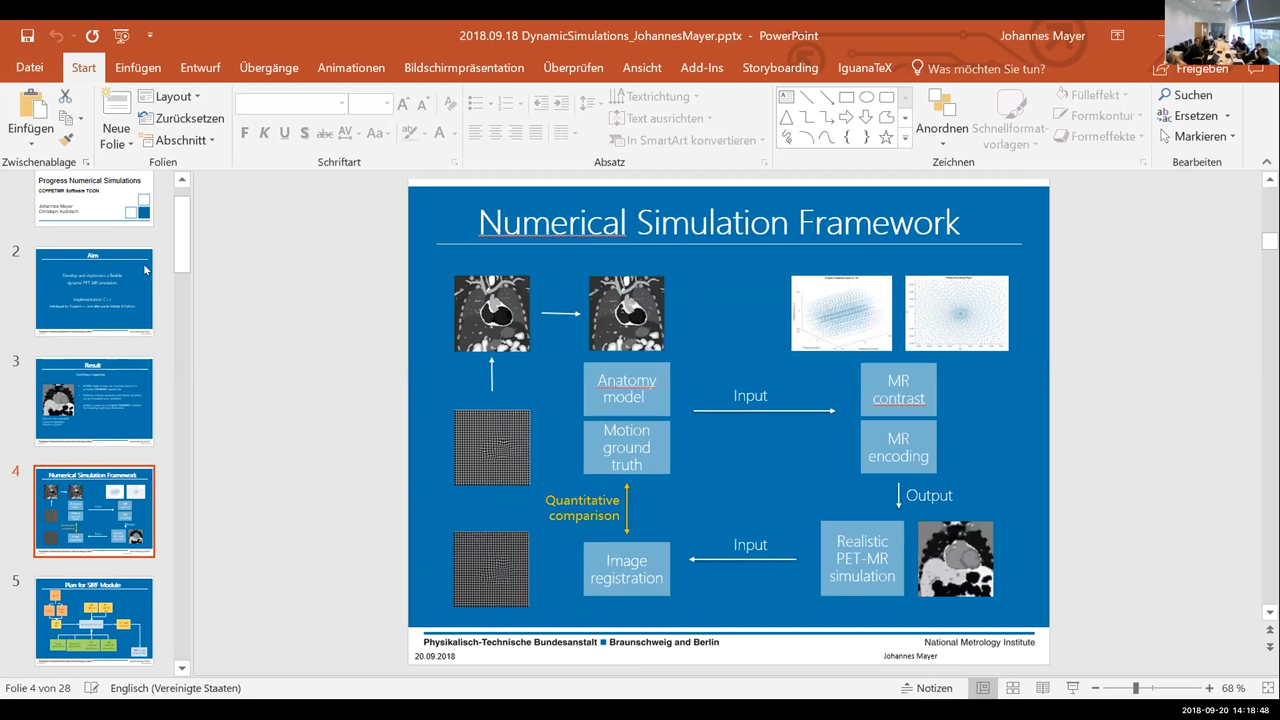 2018.09.18 DynamicSimulations_JohannesMayer.pptx - PowerPoint
Johannes Mayer
Datei Start Einfügen Entwurf Übergänge Animationen Bildschirmpräsentation Überprüfen Ansicht Add-Ins Storyboarding IguanaTeX Was möchten Sie tun? Freigeben
Einfügen
Neue
Folie
Layout
Zurücksetzen
Abschnitt
F K U S abc AV Aa A
Textrichtung
Text ausrichten
In SmartArt konvertieren
Anordnen
Schnellformat-
vorlagen
Fülleffekt
Formkontur
Formeffekte
Suchen
Ersetzen
Markieren
Zwischenablage Folien Schriftart Absatz Zeichnen Bearbeiten
Progress Numerical Simulations
CCPPETMR Software TCON
Johannes Mayer
Christoph Kolbitsch
2
Aim
3
Result
4
Numerical Simulation Framework
5
Plan for SIRF Module
Numerical Simulation Framework
Anatomy
model
Input
MR
contrast
Motion
ground
truth
MR
encoding
Quantitative
comparison
Output
Image
registration
Input
Realistic
PET-MR
simulation
Physikalisch-Technische Bundesanstalt ■ Braunschweig and Berlin
National Metrology Institute
20.09.2018
Johannes Mayer
Folie 4 von 28 Englisch (Vereinigte Staaten) Notizen 68 %
2018-09-20 14:18:48